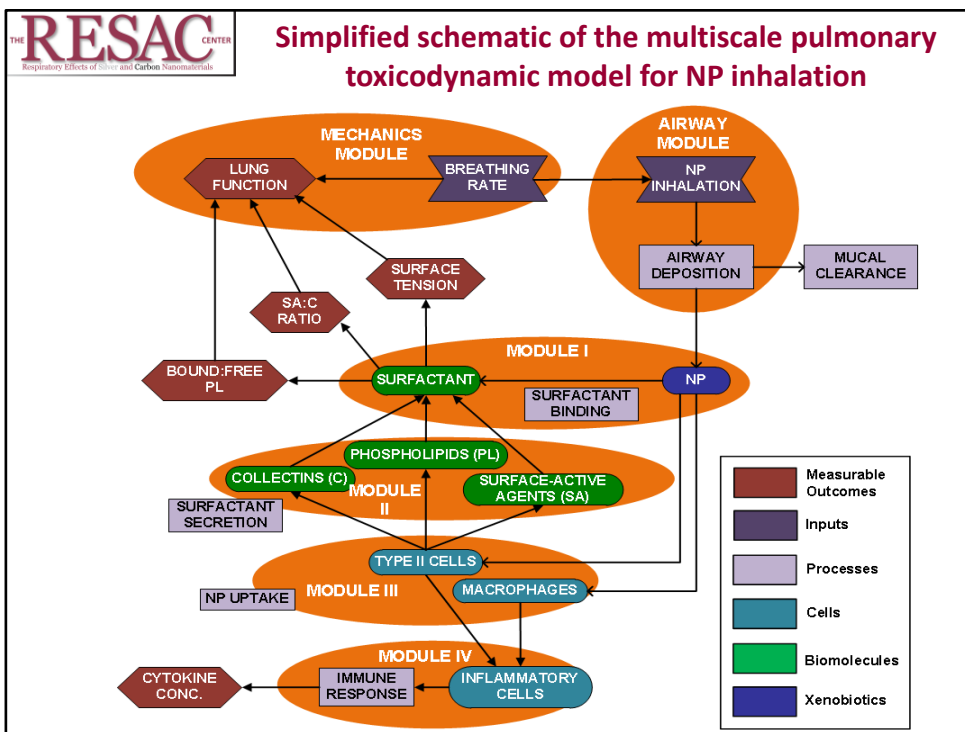 THE RESAC CENTER
Respiratory Effects of Silver and Carbon Nanomaterials
Simplified schematic of the multiscale pulmonary
toxicodynamic model for NP inhalation
MECHANICS
MODULE
AIRWAY
MODULE
LUNG
FUNCTION
BREATHING
RATE
NP
INHALATION
AIRWAY
DEPOSITION
MUCAL
CLEARANCE
SURFACE
TENSION
SA:C
RATIO
BOUND:FREE
PL
MODULE I
SURFACTANT
NP
SURFACTANT
BINDING
PHOSPHOLIPIDS (PL)
COLLECTINS (C)
MODULE
II
SURFACE-ACTIVE
AGENTS (SA)
SURFACTANT
SECRETION
TYPE II CELLS
MODULE III
MACROPHAGES
NP UPTAKE
MODULE IV
CYTOKINE
CONC.
IMMUNE
RESPONSE
INFLAMMATORY
CELLS
Measurable
Outcomes
Inputs
Processes
Cells
Biomolecules
Xenobiotics